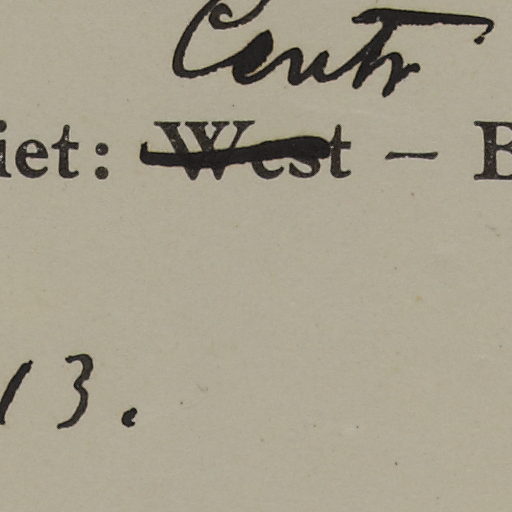 Centr
iet: West – B
13.